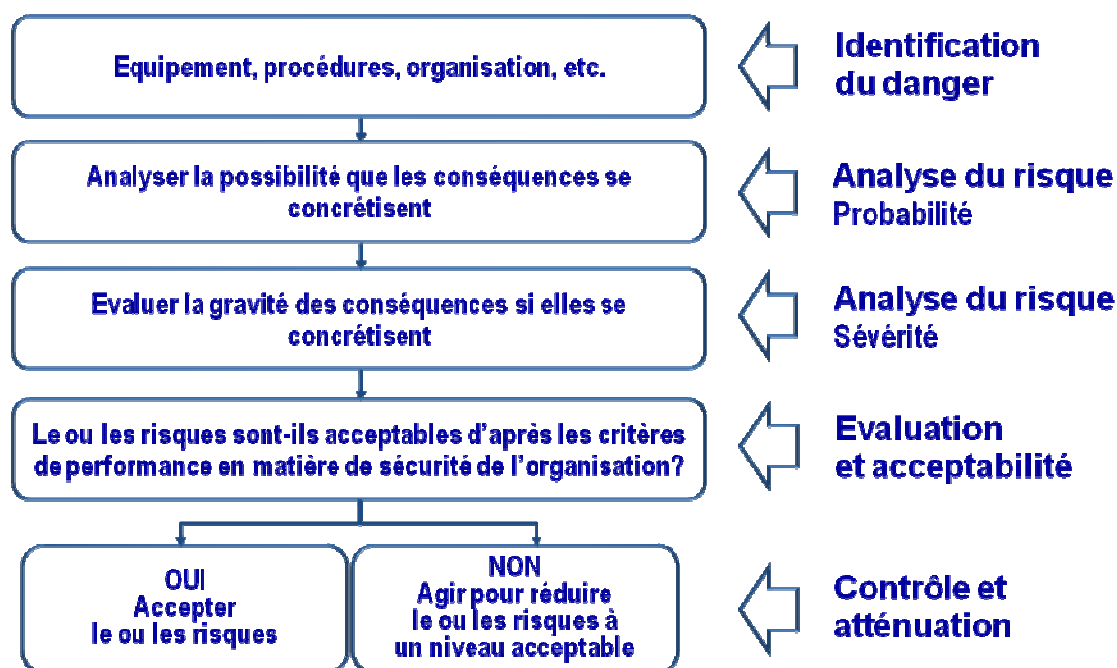 Equipement, procédures, organisation, etc.
Identification
du danger
Analyser la possibilité que les conséquences se
concrétisent
Analyse du risque
Probabilité
Evaluer la gravité des conséquences si elles se
concrétisent
Analyse du risque
Sévérité
Le ou les risques sont-ils acceptables d’après les critères
de performance en matière de sécurité de l’organisation?
Evaluation
et acceptabilité
OUI
Accepter
le ou les risques
NON
Agir pour réduire
le ou les risques à
un niveau acceptable
Contrôle et
atténuation